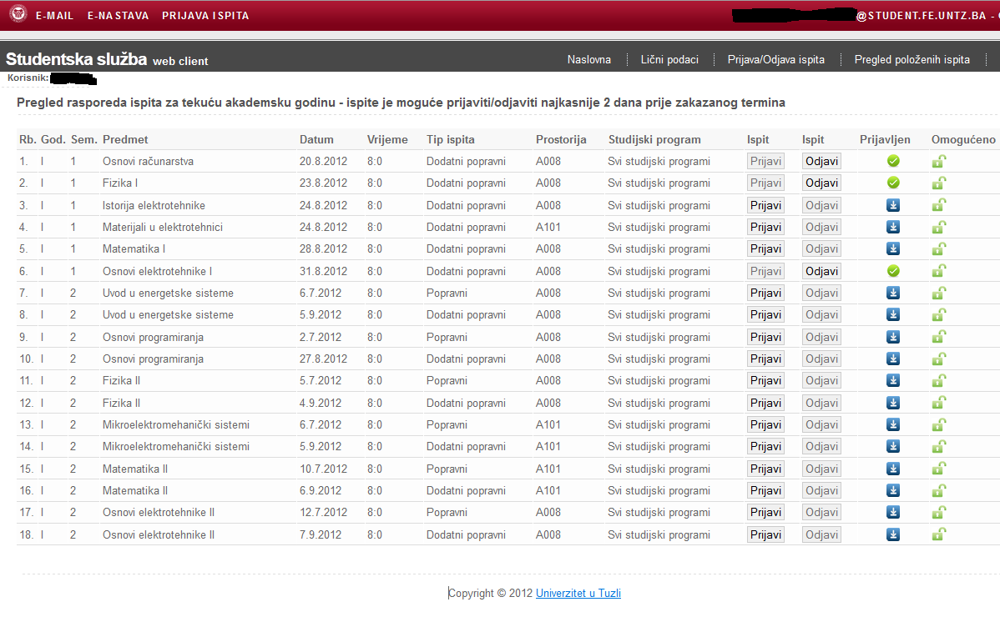 E-MAIL E-NASTAVA PRIJAVA ISPITA @STUDENT.FE.UNTZ.BA -
Studentska služba web client Naslovna Lični podaci Prijava/Odjava ispita Pregled položenih ispita
Korisnik:
Pregled rasporeda ispita za tekuću akademsku godinu - ispite je moguće prijaviti/odjaviti najkasnije 2 dana prije zakazanog termina
Rb. God. Sem. Predmet Datum Vrijeme Tip ispita Prostorija Studijski program Ispit Ispit Prijavljen Omogućeno
1. I 1 Osnovi računarstva 20.8.2012 8:0 Dodatni popravni A008 Svi studijski programi Prijavi Odjavi
2. I 1 Fizika I 23.8.2012 8:0 Dodatni popravni A008 Svi studijski programi Prijavi Odjavi
3. I 1 Istorija elektrotehnike 24.8.2012 8:0 Dodatni popravni A008 Svi studijski programi Prijavi Odjavi
4. I 1 Materijali u elektrotehnici 24.8.2012 8:0 Dodatni popravni A101 Svi studijski programi Prijavi Odjavi
5. I 1 Matematika I 28.8.2012 8:0 Dodatni popravni A008 Svi studijski programi Prijavi Odjavi
6. I 1 Osnovi elektrotehnike I 31.8.2012 8:0 Dodatni popravni A008 Svi studijski programi Prijavi Odjavi
7. I 2 Uvod u energetske sisteme 6.7.2012 8:0 Popravni A008 Svi studijski programi Prijavi Odjavi
8. I 2 Uvod u energetske sisteme 5.9.2012 8:0 Dodatni popravni A008 Svi studijski programi Prijavi Odjavi
9. I 2 Osnovi programiranja 2.7.2012 8:0 Popravni A008 Svi studijski programi Prijavi Odjavi
10. I 2 Osnovi programiranja 27.8.2012 8:0 Dodatni popravni A008 Svi studijski programi Prijavi Odjavi
11. I 2 Fizika II 5.7.2012 8:0 Popravni A008 Svi studijski programi Prijavi Odjavi
12. I 2 Fizika II 4.9.2012 8:0 Dodatni popravni A008 Svi studijski programi Prijavi Odjavi
13. I 2 Mikroelektromehanički sistemi 6.7.2012 8:0 Popravni A101 Svi studijski programi Prijavi Odjavi
14. I 2 Mikroelektromehanički sistemi 5.9.2012 8:0 Dodatni popravni A101 Svi studijski programi Prijavi Odjavi
15. I 2 Matematika II 10.7.2012 8:0 Popravni A101 Svi studijski programi Prijavi Odjavi
16. I 2 Matematika II 6.9.2012 8:0 Dodatni popravni A101 Svi studijski programi Prijavi Odjavi
17. I 2 Osnovi elektrotehnike II 12.7.2012 8:0 Popravni A008 Svi studijski programi Prijavi Odjavi
18. I 2 Osnovi elektrotehnike II 7.9.2012 8:0 Dodatni popravni A008 Svi studijski programi Prijavi Odjavi
Copyright © 2012 Univerzitet u Tuzli